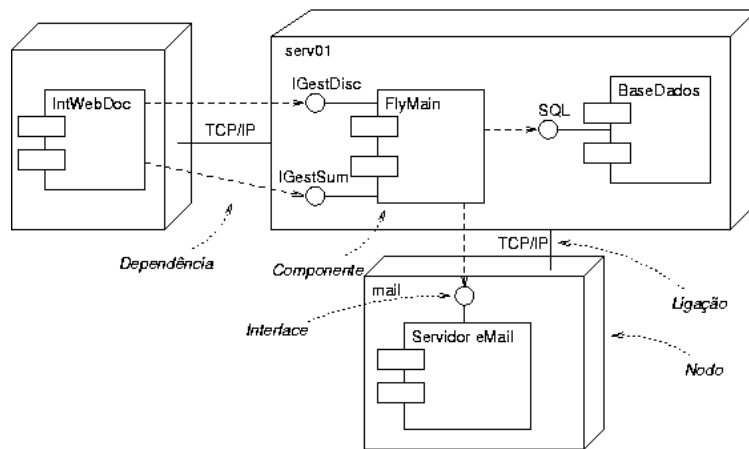 serv01
IGestDisc
IntWebDoc
FlyMain
BaseDados
SQL
TCP/IP
IGestSum
TCP/IP
Dependência
Componente
mail
Ligação
Interface
Servidor eMail
Nodo